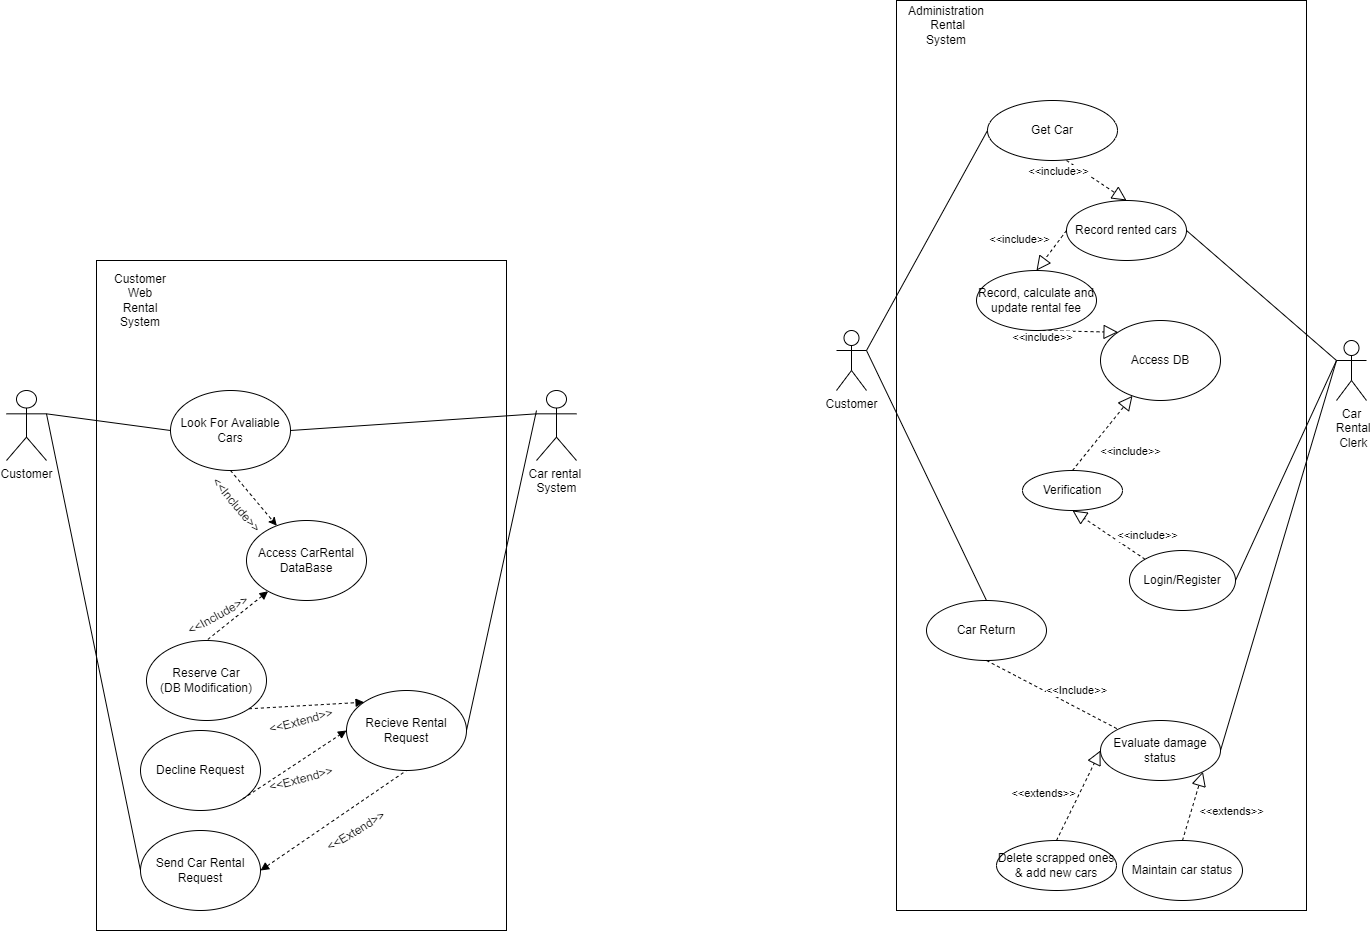 Customer
Web
Rental
System
Customer
Look For Avaliable
Cars
Car rental
System
<<Include>>
Access CarRental
DataBase
<<Include>>
Reserve Car
(DB Modification)
<<Extend>>
Recieve Rental
Request
Decline Request
<<Extend>>
<<Extend>>
Send Car Rental
Request
Administration
Rental
System
Get Car
<<include>>
Record rented cars
<<include>>
Record, calculate and
update rental fee
<<include>>
Access DB
Customer
Car
Rental
Clerk
<<include>>
Verification
<<include>>
Login/Register
Car Return
<<Include>>
Evaluate damage
status
<<extends>>
<<extends>>
Delete scrapped ones
& add new cars
Maintain car status